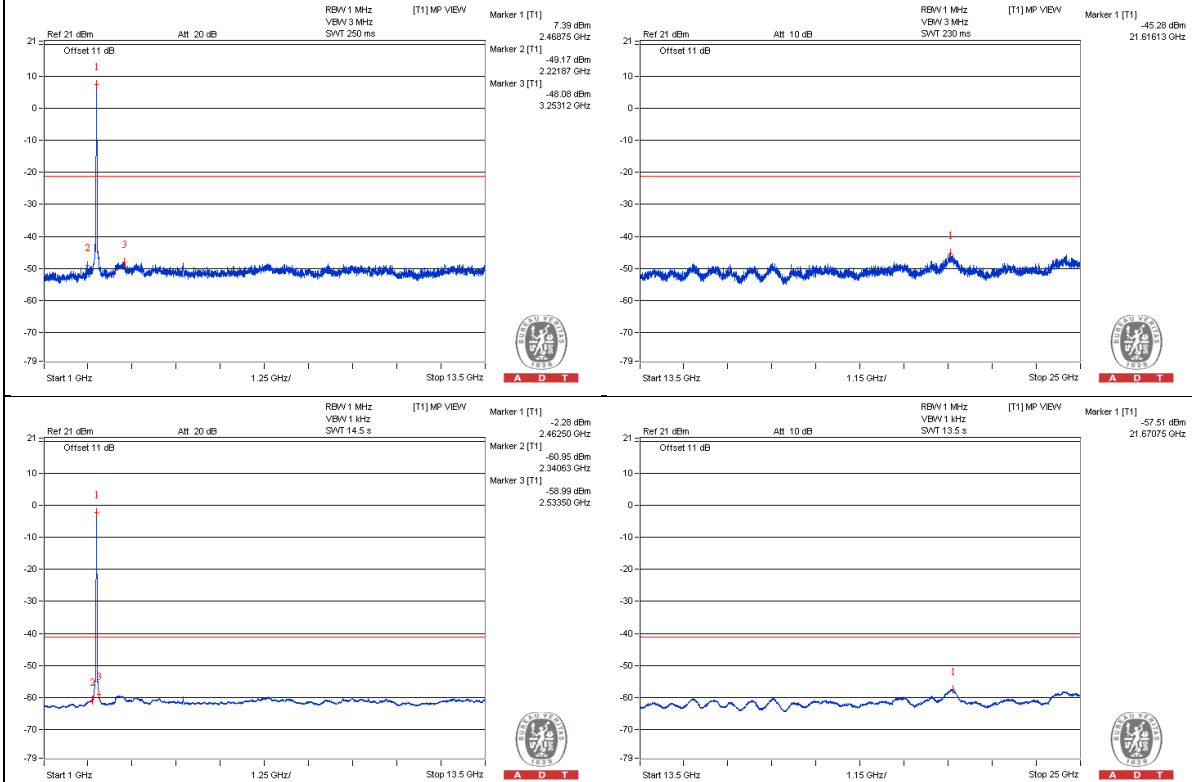 RBW 1 MHz [T1] MP VIEW
VBW 3 MHz
Ref 21 dBm Att 20 dB SWT 250 ms
Marker 1 [T1]
7.39 dBm
2.46875 GHz
Marker 2 [T1]
-49.17 dBm
2.22187 GHz
Marker 3 [T1]
-48.08 dBm
3.25312 GHz
21
Offset 11 dB
1
10
0
-10
-20
-30
-40
2 3
-50
-60
-70
-79
Start 1 GHz 1.25 GHz/ Stop 13.5 GHz
BUREAU VERITAS
1828
A D T
RBW 1 MHz [T1] MP VIEW
VBW 3 MHz
Ref 21 dBm Att 10 dB SWT 230 ms
Marker 1 [T1]
-45.28 dBm
21.61613 GHz
21
Offset 11 dB
10
0
-10
-20
-30
-40
1
-50
-60
-70
-79
Start 13.5 GHz 1.15 GHz/ Stop 25 GHz
BUREAU VERITAS
1828
A D T
RBW 1 MHz [T1] MP VIEW
VBW 1 kHz
Ref 21 dBm Att 20 dB SWT 14.5 s
Marker 1 [T1]
-2.28 dBm
2.46250 GHz
Marker 2 [T1]
-60.95 dBm
2.34063 GHz
Marker 3 [T1]
-58.99 dBm
2.53350 GHz
21
Offset 11 dB
10
1
0
-10
-20
-30
-40
-50
2 3
-60
-70
-79
Start 1 GHz 1.25 GHz/ Stop 13.5 GHz
BUREAU VERITAS
1828
A D T
RBW 1 MHz [T1] MP VIEW
VBW 1 kHz
Ref 21 dBm Att 10 dB SWT 13.5 s
Marker 1 [T1]
-57.51 dBm
21.67075 GHz
21
Offset 11 dB
10
0
-10
-20
-30
-40
-50
1
-60
-70
-79
Start 13.5 GHz 1.15 GHz/ Stop 25 GHz
BUREAU VERITAS
1828
A D T